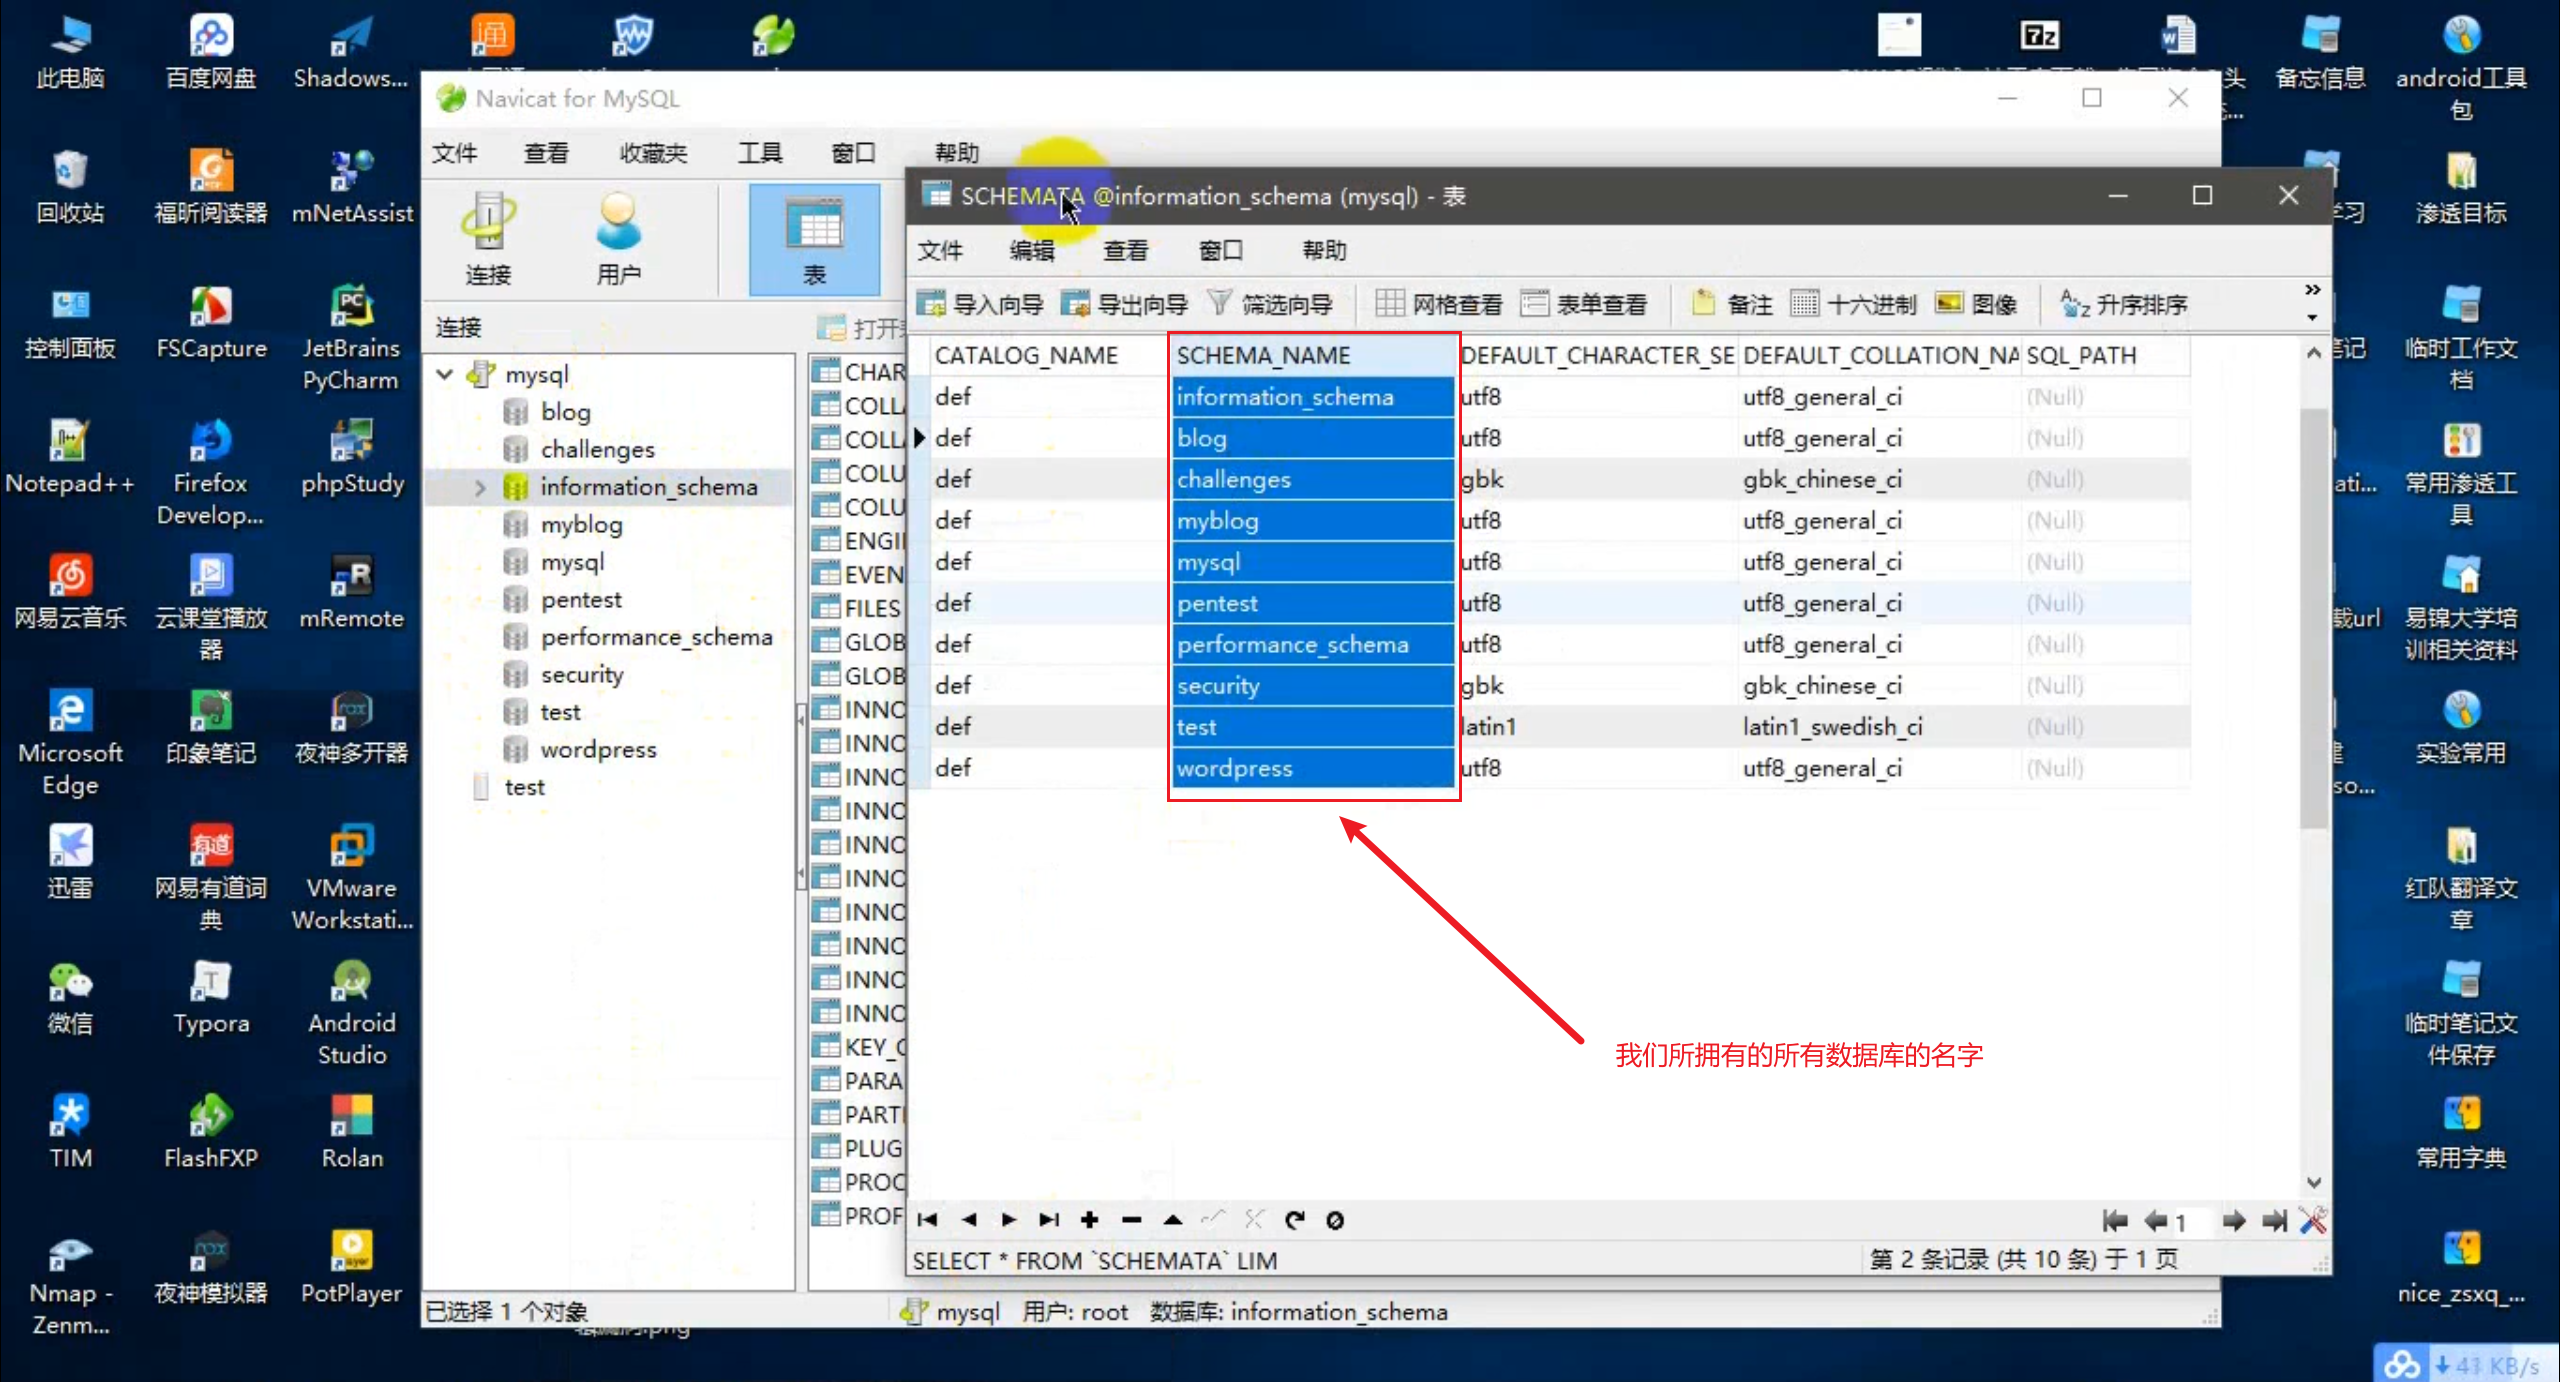 此电脑
百度网盘
Shadows...
备忘信息
android工具
包
回收站
福昕阅读器
mNetAssist
渗透目标
控制面板
FSCapture
JetBrains
PyCharm
临时工作文
档
Notepad++
Firefox
Develop...
phpStudy
常用渗透工
具
网易云音乐
云课堂播放
器
mRemote
易锦大学培
训相关资料
Microsoft
Edge
印象笔记
夜神多开器
实验常用
迅雷
网易有道词
典
VMware
Workstati...
红队翻译文
章
微信
Typora
Android
Studio
临时笔记文
件保存
TIM
FlashFXP
Rolan
常用字典
Nmap -
Zenm...
夜神模拟器
PotPlayer
nice_zsxq_...
Navicat for MySQL
文件 查看 收藏夹 工具 窗口 帮助
连接 用户 表
连接
打开
mysql
blog
challenges
information_schema
myblog
mysql
pentest
performance_schema
security
test
wordpress
test
CHAR
COLL
COLL
COLU
COLU
ENGI
EVEN
FILES
GLOB
GLOB
INNO
INNO
INNO
INNO
INNO
INNO
INNO
INNO
INNO
INNO
KEY_C
PARA
PARTI
PLUG
PROC
PROF
SCHEMATA @information_schema (mysql) - 表
文件 编辑 查看 窗口 帮助
导入向导 导出向导 筛选向导 网格查看 表单查看 备注 十六进制 图像 升序排序
CATALOG_NAME SCHEMA_NAME DEFAULT_CHARACTER_SE DEFAULT_COLLATION_NA SQL_PATH
def information_schema utf8 utf8_general_ci (Null)
def blog utf8 utf8_general_ci (Null)
def challenges gbk gbk_chinese_ci (Null)
def myblog utf8 utf8_general_ci (Null)
def mysql utf8 utf8_general_ci (Null)
def pentest utf8 utf8_general_ci (Null)
def performance_schema utf8 utf8_general_ci (Null)
def security gbk gbk_chinese_ci (Null)
def test latin1 latin1_swedish_ci (Null)
def wordpress utf8 utf8_general_ci (Null)
我们所拥有的所有数据库的名字
1
SELECT * FROM `SCHEMATA` LIM
第 2 条记录 (共 10 条) 于 1 页
已选择 1 个对象
mysql 用户: root 数据库: information_schema